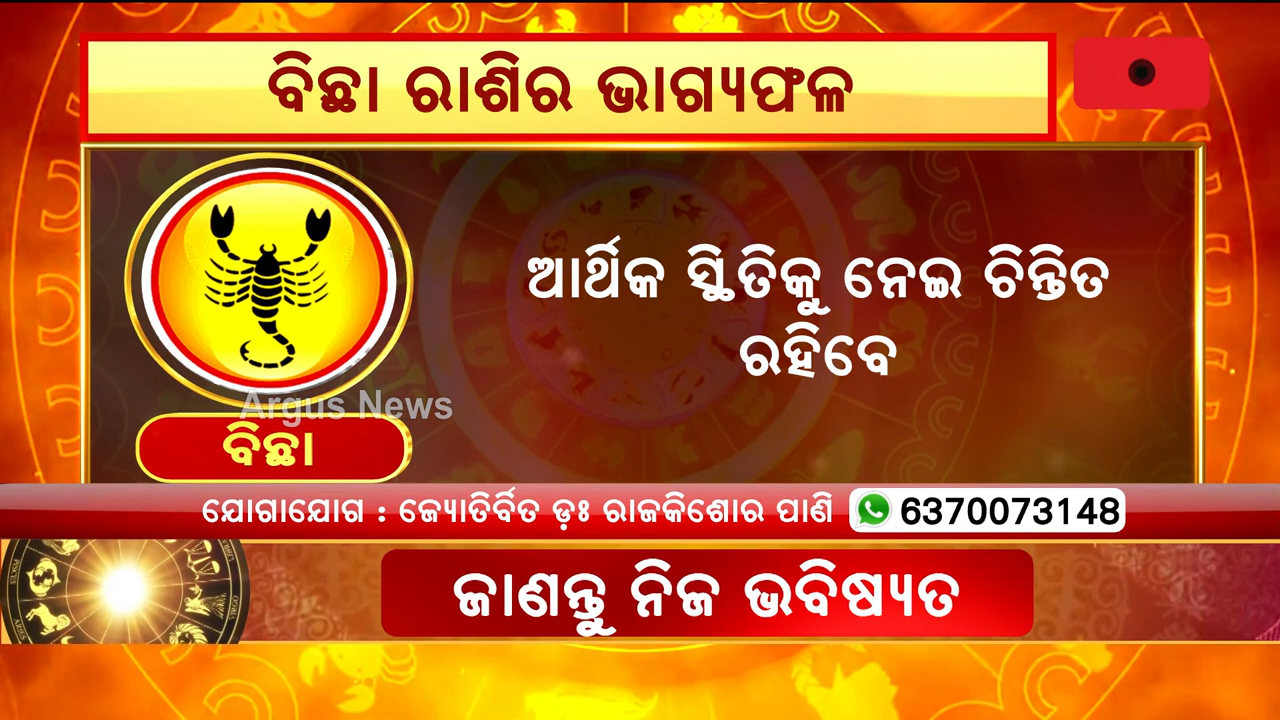 ବିଛା ରାଶିର ଭାଗ୍ୟଫଳ
ଆର୍ଥିକ ସ୍ଥିତିକୁ ନେଇ ଚିନ୍ତିତ
ରହିବେ
Argus News
ବିଛା
ଯୋଗାଯୋଗ : ଜ୍ୟୋତିର୍ବିତ ଡ଼ଃ ରାଜକିଶୋର ପାଣି 6370073148
ଜାଣନ୍ତୁ ନିଜ ଭବିଷ୍ୟତ